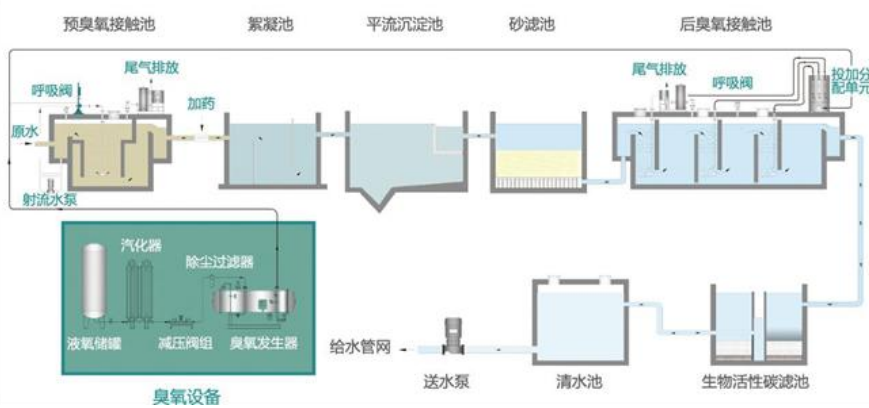 预臭氧接触池
絮凝池
平流沉淀池
砂滤池
后臭氧接触池
呼吸阀
尾气排放
加药
原水
射流水泵
尾气排放
呼吸阀
投加分
配单元
汽化器
除尘过滤器
液氧储罐
减压阀组
臭氧发生器
臭氧设备
给水管网
送水泵
清水池
生物活性碳滤池